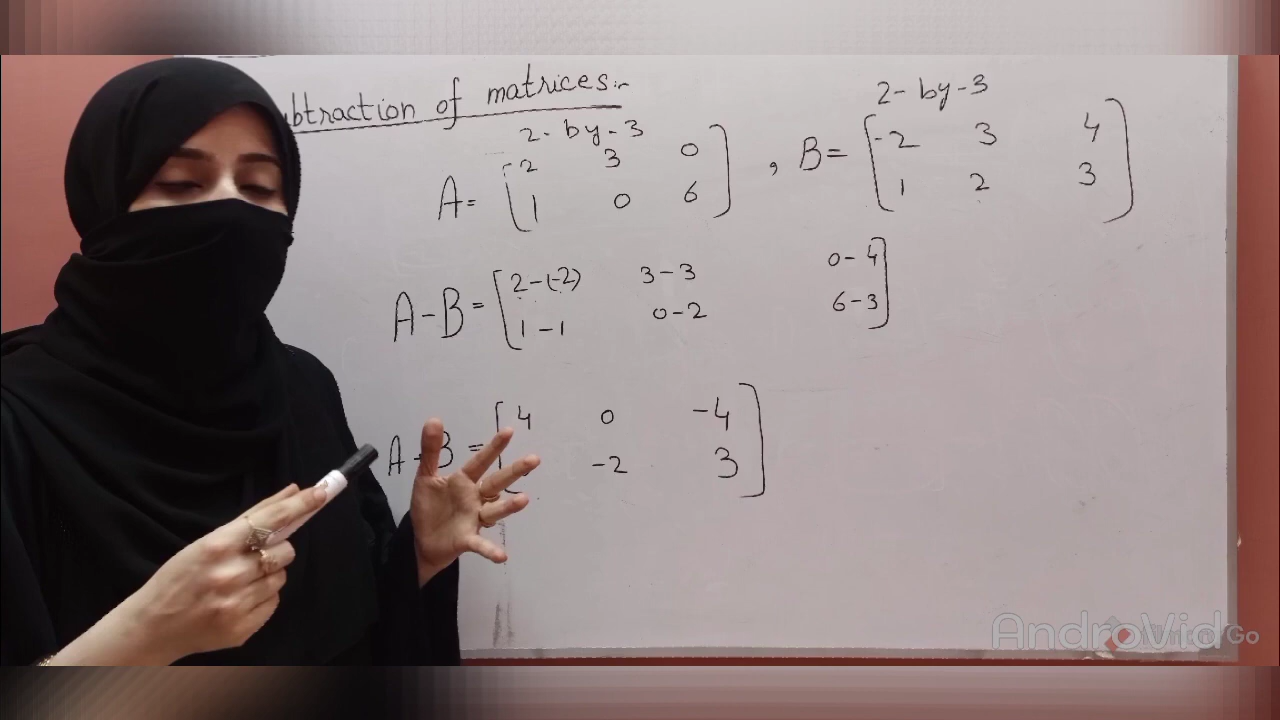 ubtraction of matrices:-
2- by - 3 2- by -3
A= [2 3 0 , B= [-2 3 4
1 0 6] 1 2 3]
A-B= [2-(-2) 3-3 0-4
1-1 0-2 6-3]
A-B= [4 0 -4
-2 3]
AndroVid Go